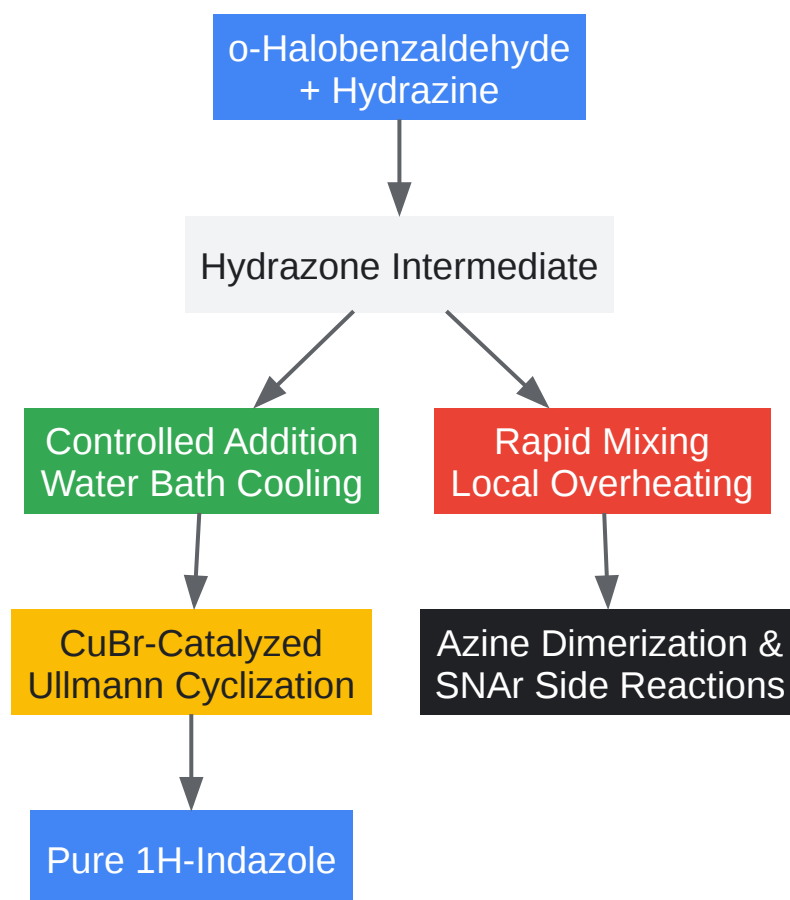 o-Halobenzaldehyde
+ Hydrazine
Hydrazone Intermediate
Controlled Addition
Water Bath Cooling
Rapid Mixing
Local Overheating
CuBr-Catalyzed
Ullmann Cyclization
Azine Dimerization &
SNAr Side Reactions
Pure 1H-Indazole